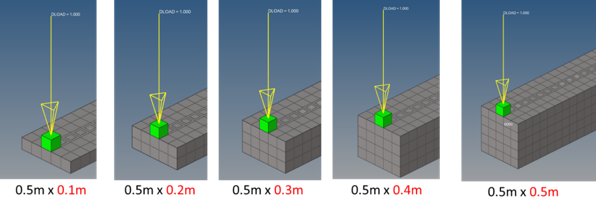 DLOAD = 1.000
DLOAD = 1.000
DLOAD = 1.000
DLOAD = 1.000
DLOAD = 1.000
0.5m x 0.1m
0.5m x 0.2m
0.5m x 0.3m
0.5m x 0.4m
0.5m x 0.5m